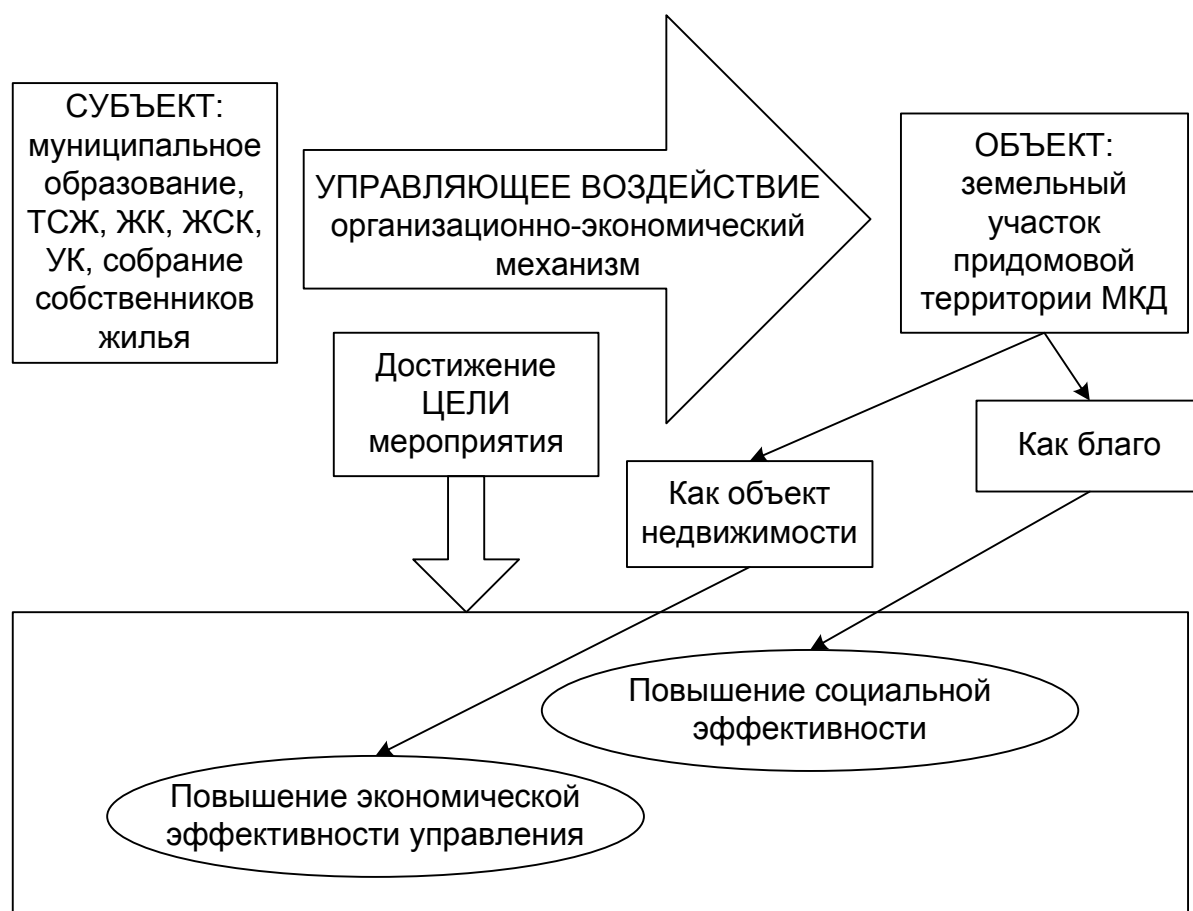 СУБЪЕКТ:
муниципальное
образование,
ТСЖ, ЖК, ЖСК,
УК, собрание
собственников
жилья
УПРАВЛЯЮЩЕЕ ВОЗДЕЙСТВИЕ
организационно-экономический
механизм
ОБЪЕКТ:
земельный
участок
придомовой
территории МКД
Достижение
ЦЕЛИ
мероприятия
Как объект
недвижимости
Как благо
Повышение социальной
эффективности
Повышение экономической
эффективности управления